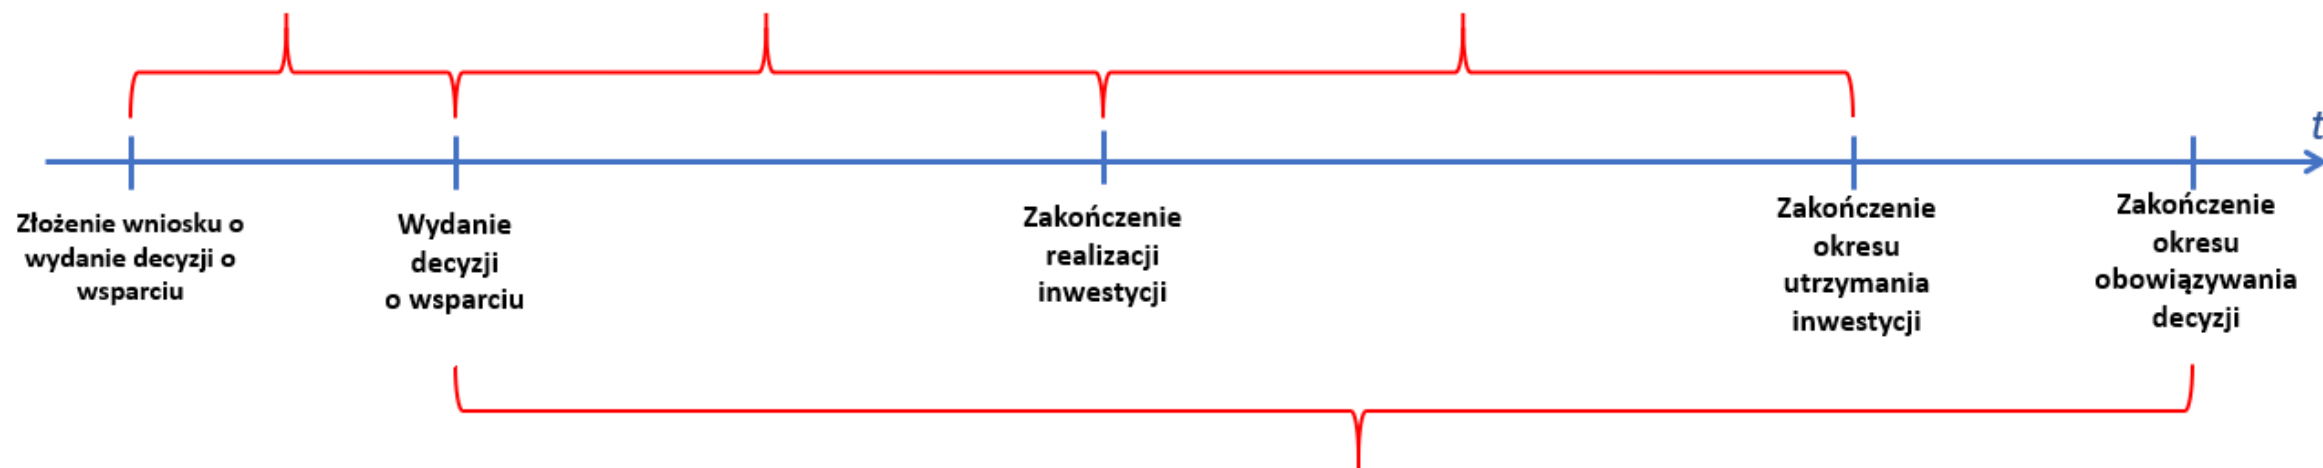 t
Złożenie wniosku o
wydanie decyzji o
wsparciu
Wydanie
decyzji
o wsparciu
Zakończenie
realizacji
inwestycji
Zakończenie
okresu
utrzymania
inwestycji
Zakończenie
okresu
obowiązywania
decyzji